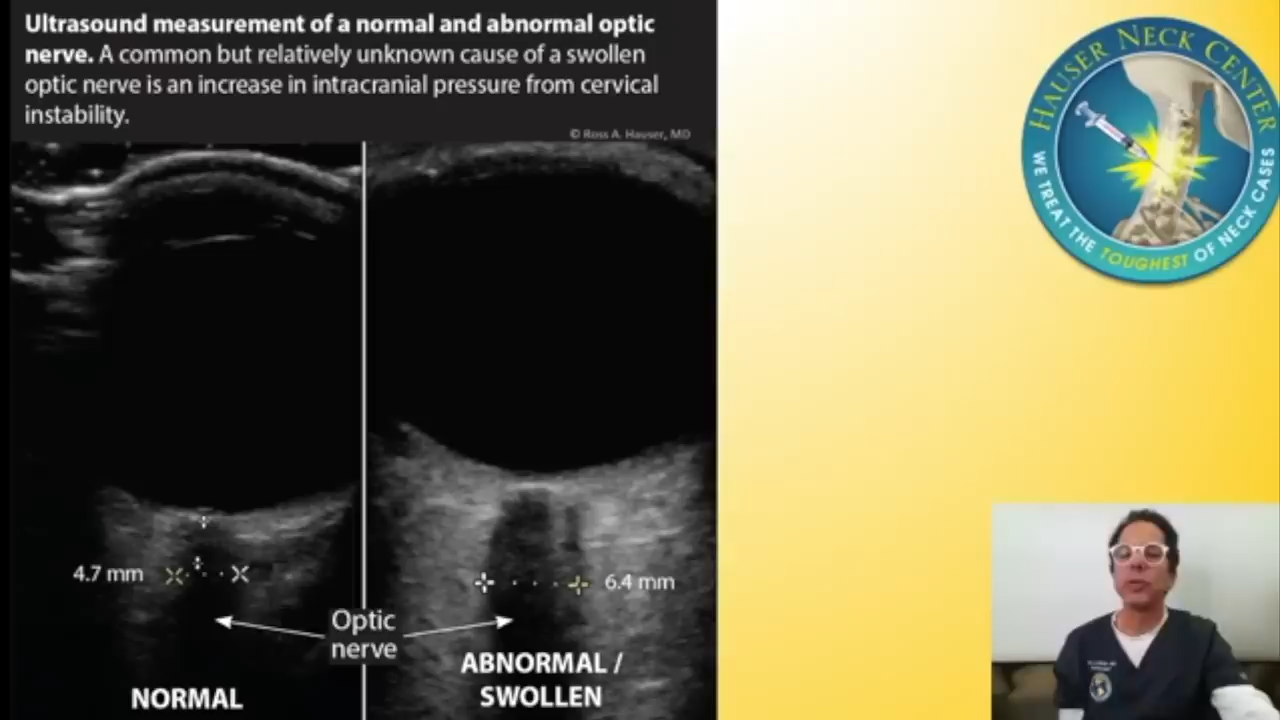 Ultrasound measurement of a normal and abnormal optic
nerve. A common but relatively unknown cause of a swollen
optic nerve is an increase in intracranial pressure from cervical
instability.
© Ross A. Hauser, MD
HAUSER NECK CENTER
WE TREAT THE TOUGHEST OF NECK CASES
4.7 mm
6.4 mm
Optic
nerve
NORMAL
ABNORMAL /
SWOLLEN